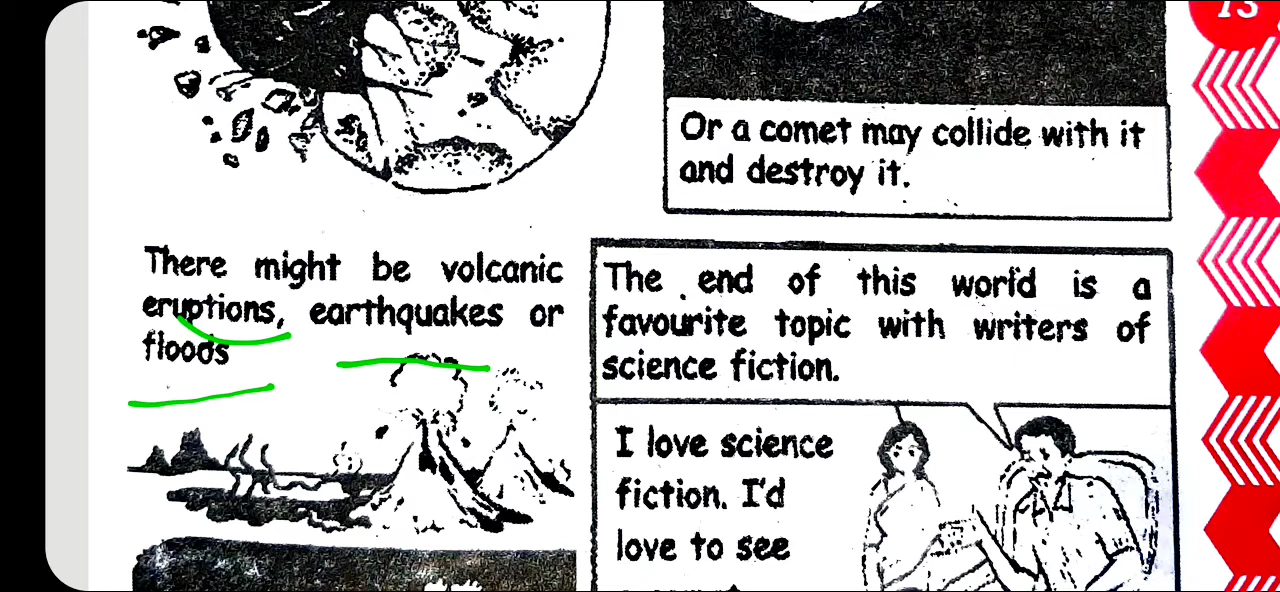 13
Or a comet may collide with it
and destroy it.
There might be volcanic
eruptions, earthquakes or
floods
The end of this world is a
favourite topic with writers of
science fiction.
I love science
fiction. I'd
love to see